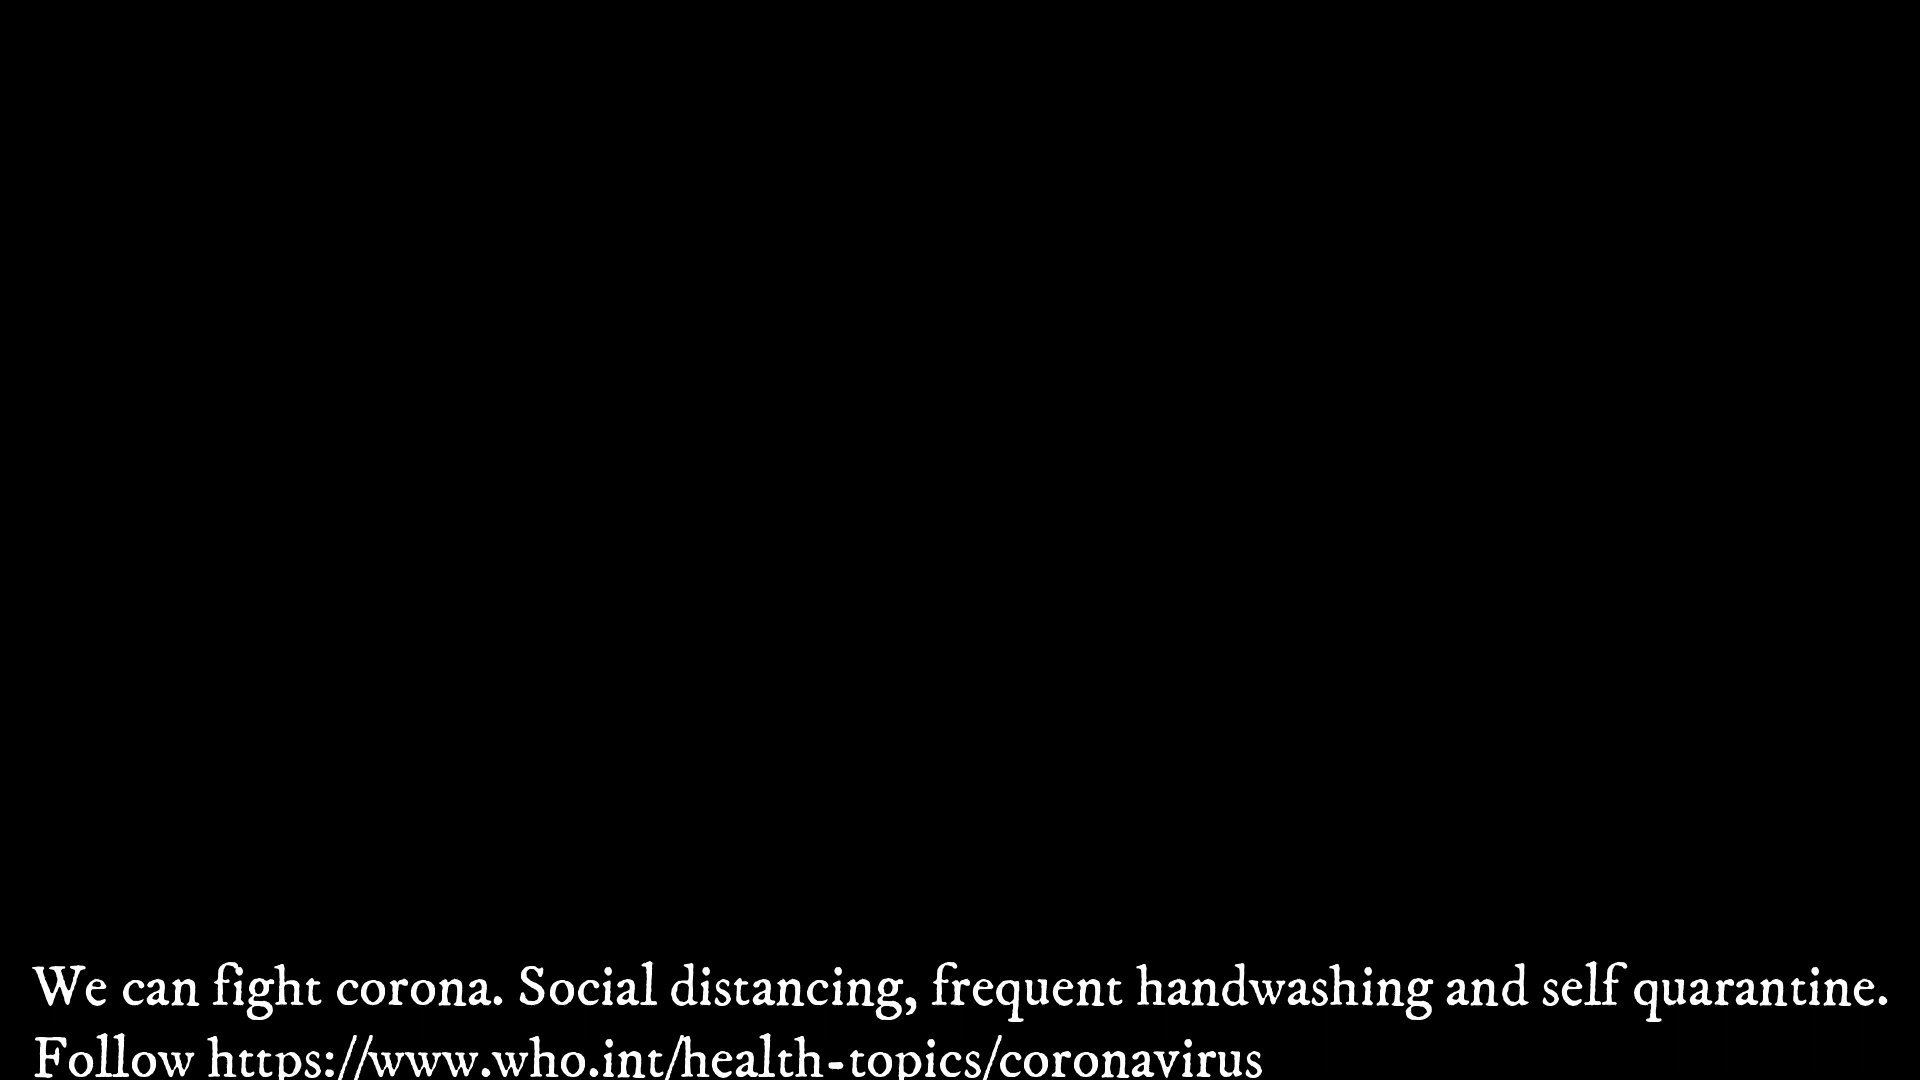 We can fight corona. Social distancing, frequent handwashing and self quarantine.
Follow https://www.who.int/health-topics/coronavirus